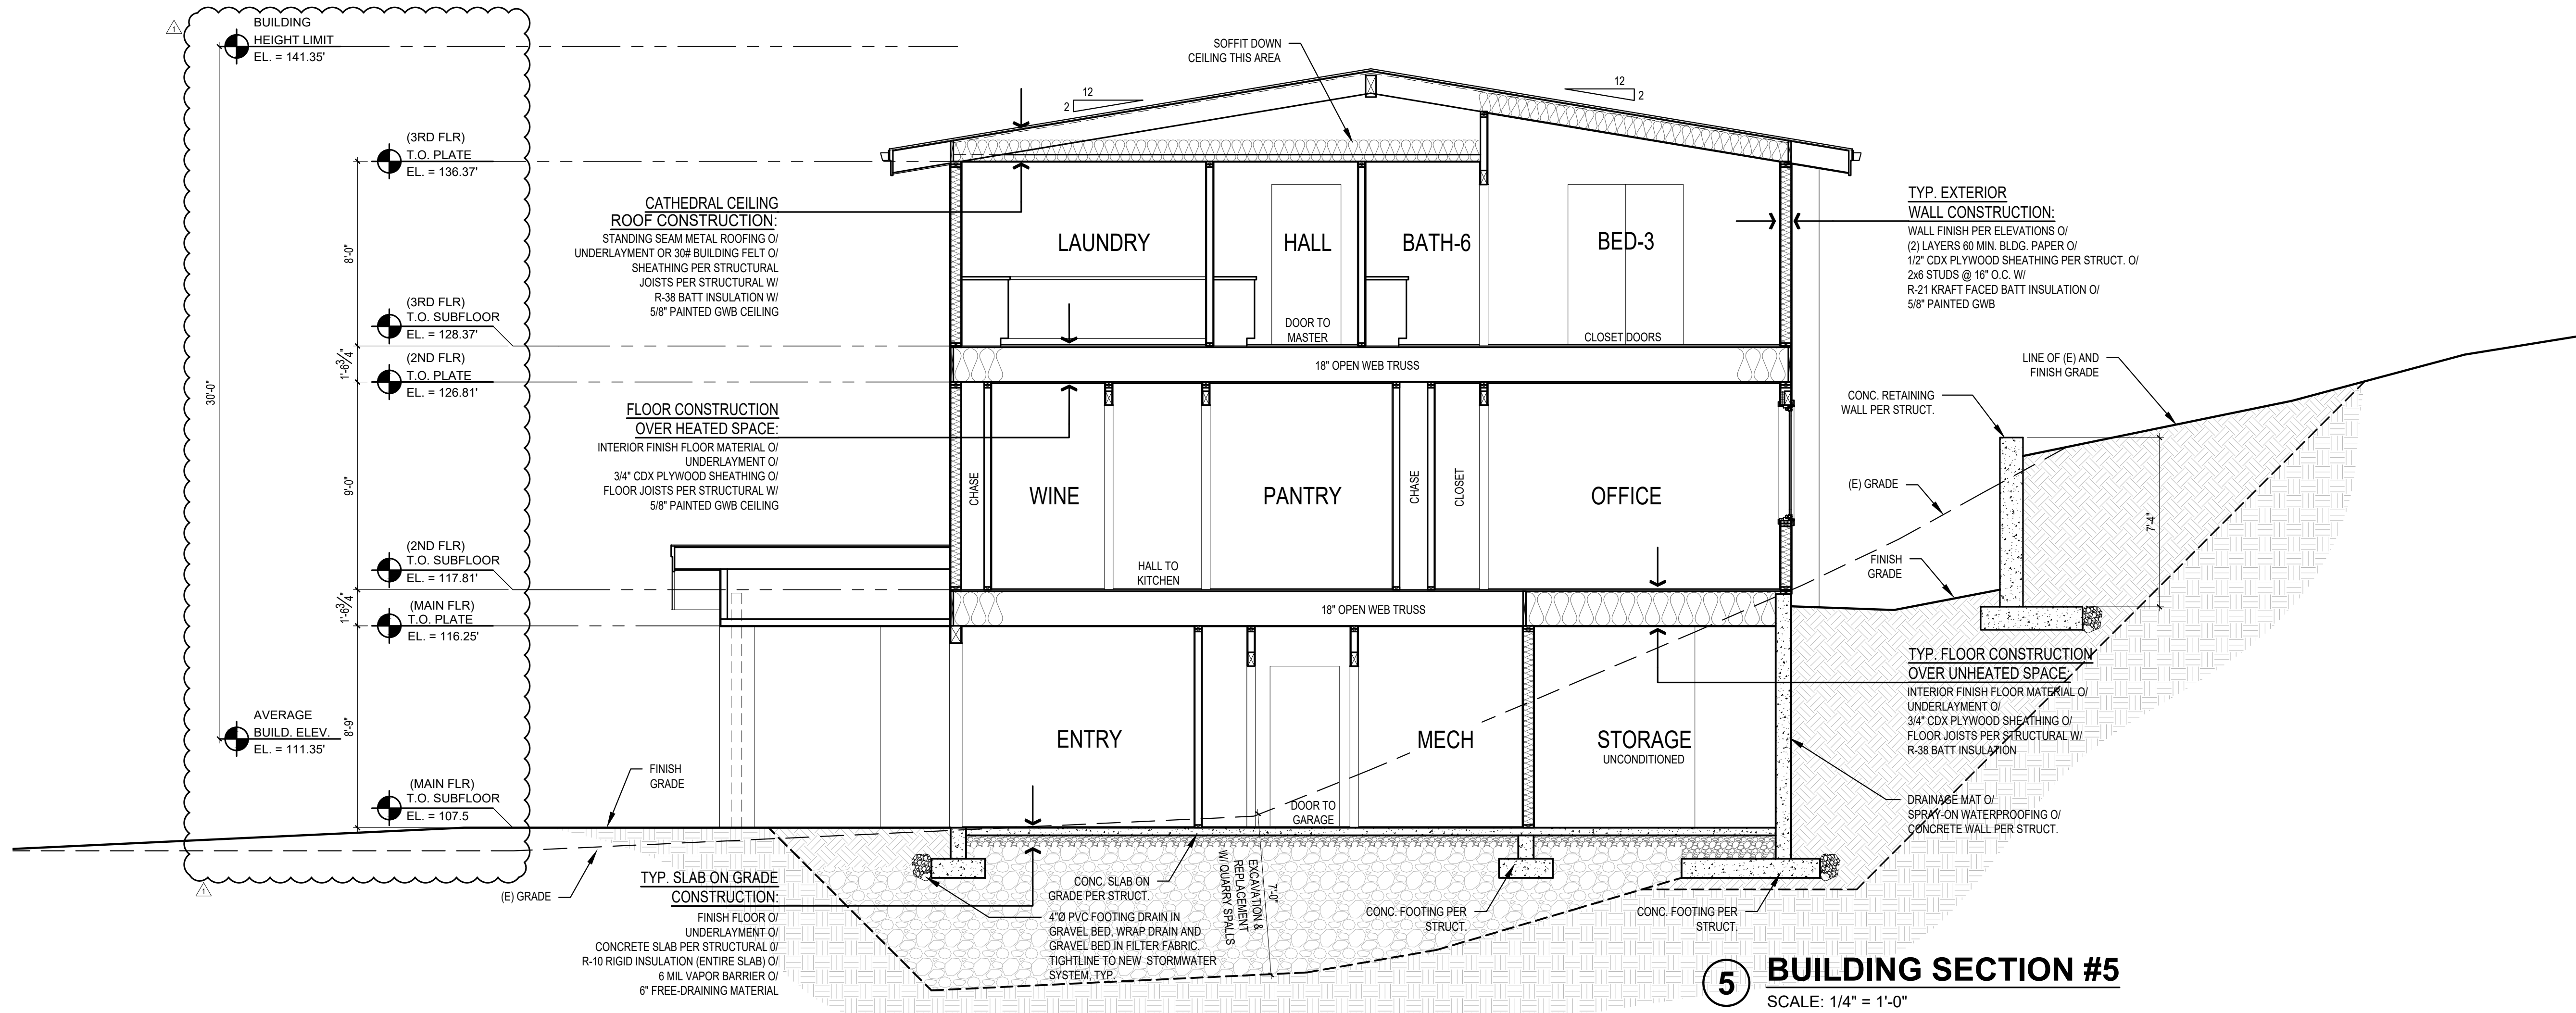 1
BUILDING
HEIGHT LIMIT
EL. = 141.35'
(3RD FLR)
T.O. PLATE
EL. = 136.37'
8'-0"
(3RD FLR)
T.O. SUBFLOOR
EL. = 128.37'
1'-6 3/4"
(2ND FLR)
T.O. PLATE
EL. = 126.81'
30'-0"
9'-0"
(2ND FLR)
T.O. SUBFLOOR
EL. = 117.81'
1'-6 3/4"
(MAIN FLR)
T.O. PLATE
EL. = 116.25'
AVERAGE
BUILD. ELEV.
EL. = 111.35'
8'-9"
(MAIN FLR)
T.O. SUBFLOOR
EL. = 107.5
1
CATHEDRAL CEILING
ROOF CONSTRUCTION:
STANDING SEAM METAL ROOFING O/
UNDERLAYMENT OR 30# BUILDING FELT O/
SHEATHING PER STRUCTURAL
JOISTS PER STRUCTURAL W/
R-38 BATT INSULATION W/
5/8" PAINTED GWB CEILING
FLOOR CONSTRUCTION
OVER HEATED SPACE:
INTERIOR FINISH FLOOR MATERIAL O/
UNDERLAYMENT O/
3/4" CDX PLYWOOD SHEATHING O/
FLOOR JOISTS PER STRUCTURAL W/
5/8" PAINTED GWB CEILING
FINISH
GRADE
(E) GRADE
TYP. SLAB ON GRADE
CONSTRUCTION:
FINISH FLOOR O/
UNDERLAYMENT O/
CONCRETE SLAB PER STRUCTURAL 0/
R-10 RIGID INSULATION (ENTIRE SLAB) O/
6 MIL VAPOR BARRIER O/
6" FREE-DRAINING MATERIAL
SOFFIT DOWN
CEILING THIS AREA
12
2
12
2
LAUNDRY
HALL
BATH-6
BED-3
DOOR TO
MASTER
CLOSET DOORS
18" OPEN WEB TRUSS
CHASE
WINE
PANTRY
CHASE
CLOSET
OFFICE
HALL TO
KITCHEN
18" OPEN WEB TRUSS
ENTRY
MECH
STORAGE
UNCONDITIONED
DOOR TO
GARAGE
CONC. SLAB ON
GRADE PER STRUCT.
4"Ø PVC FOOTING DRAIN IN
GRAVEL BED, WRAP DRAIN AND
GRAVEL BED IN FILTER FABRIC.
TIGHTLINE TO NEW STORMWATER
SYSTEM, TYP.
7'-0"
EXCAVATION &
REPLACEMENT
W/ QUARRY SPALLS
CONC. FOOTING PER
STRUCT.
CONC. FOOTING PER
STRUCT.
TYP. EXTERIOR
WALL CONSTRUCTION:
WALL FINISH PER ELEVATIONS O/
(2) LAYERS 60 MIN. BLDG. PAPER O/
1/2" CDX PLYWOOD SHEATHING PER STRUCT. O/
2x6 STUDS @ 16" O.C. W/
R-21 KRAFT FACED BATT INSULATION O/
5/8" PAINTED GWB
LINE OF (E) AND
FINISH GRADE
CONC. RETAINING
WALL PER STRUCT.
(E) GRADE
7'-4"
FINISH
GRADE
TYP. FLOOR CONSTRUCTION
OVER UNHEATED SPACE:
INTERIOR FINISH FLOOR MATERIAL O/
UNDERLAYMENT O/
3/4" CDX PLYWOOD SHEATHING O/
FLOOR JOISTS PER STRUCTURAL W/
R-38 BATT INSULATION
DRAINAGE MAT O/
SPRAY-ON WATERPROOFING O/
CONCRETE WALL PER STRUCT.
5
BUILDING SECTION #5
SCALE: 1/4" = 1'-0"